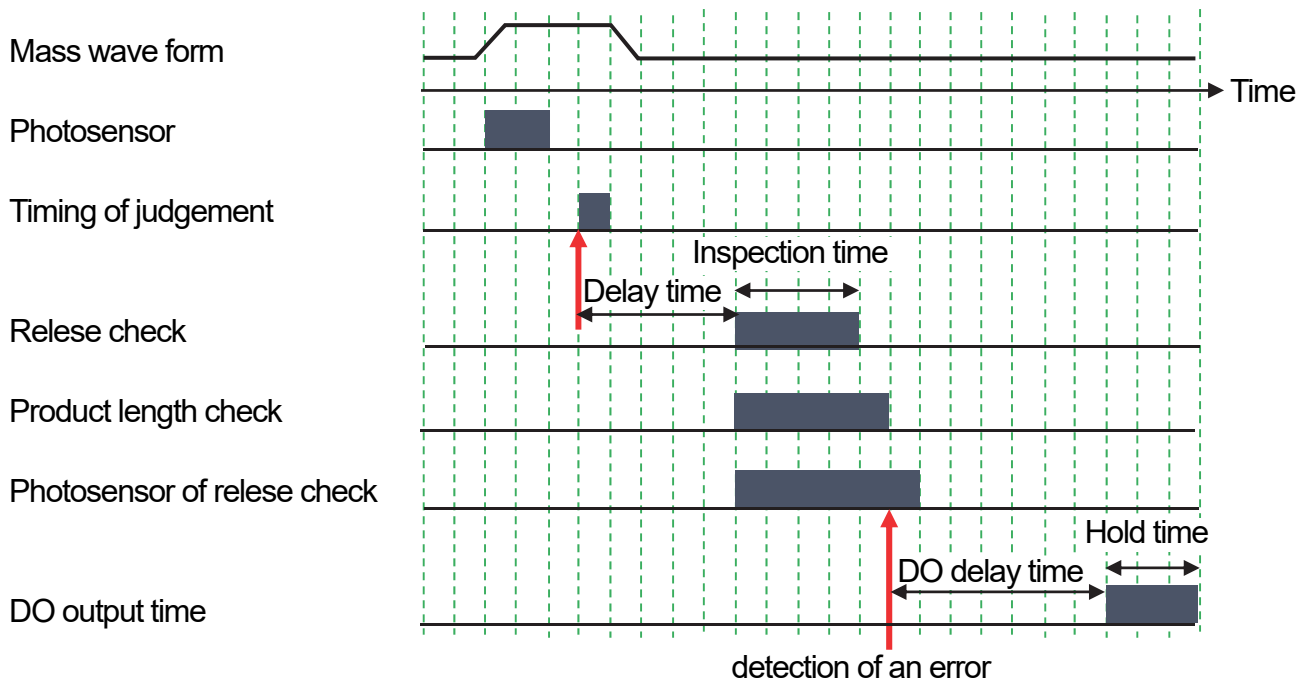 Mass wave form
Time
Photosensor
Timing of judgement
Inspection time
Delay time
Relese check
Product length check
Photosensor of relese check
Hold time
DO delay time
DO output time
detection of an error